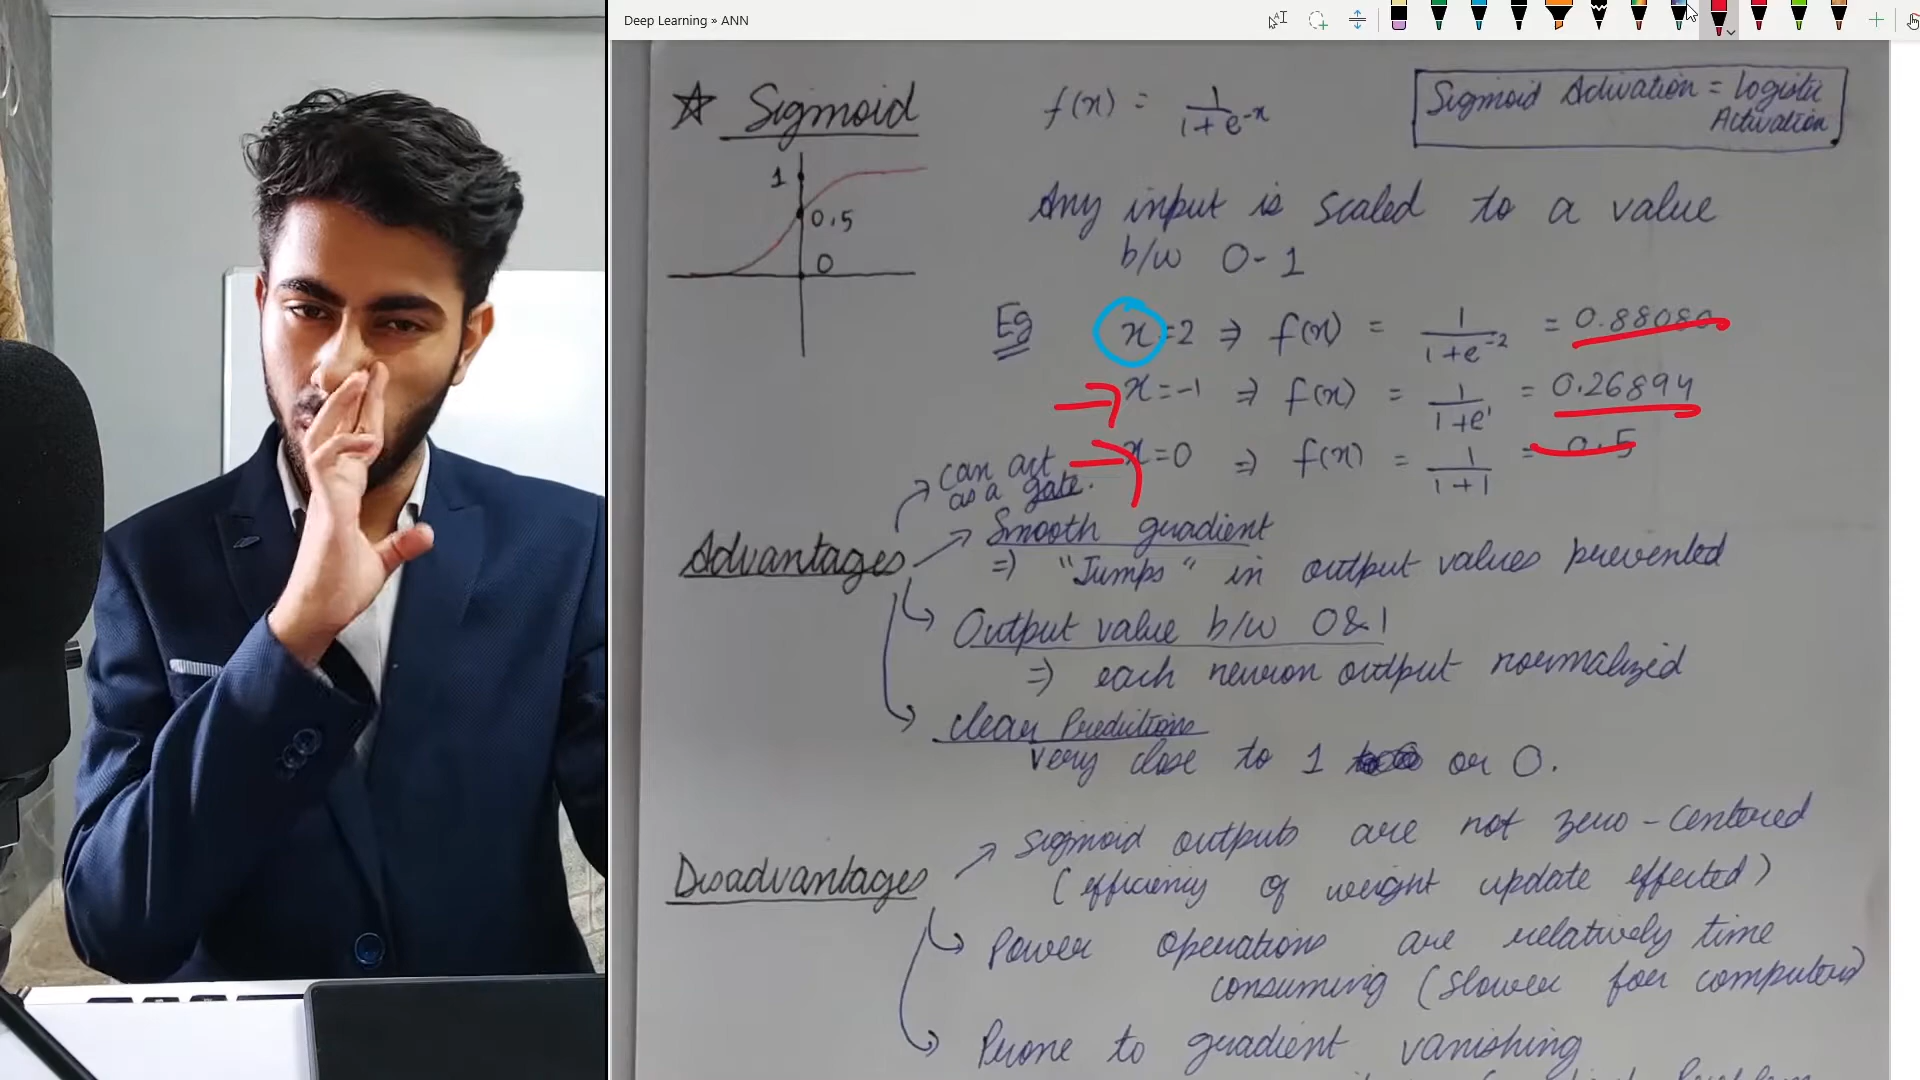 Deep Learning » ANN
☆ Sigmoid
f(x) = 1 / 1 + e^-x
Sigmoid Activation = Logistic
Activation
1
0.5
0
Any input is scaled to a value
b/w 0-1
Eg x=2 ⇒ f(x) = 1 / 1+e^-2 = 0.88080
x=-1 ⇒ f(x) = 1 / 1+e^1 = 0.26894
x=0 ⇒ f(x) = 1 / 1+1 = 0.5
Advantages
→ can act
as a gate.
→ Smooth gradient
⇒ "Jumps" in output values prevented
Output value b/w 0&1
⇒ each neuron output normalized
Clear Predictions
Very close to 1 or 0.
Disadvantages
→ Sigmoid outputs are not zero-centered
(efficiency of weight update effected)
Power operations are relatively time
consuming (slower for computers)
Prone to gradient vanishing
Problem